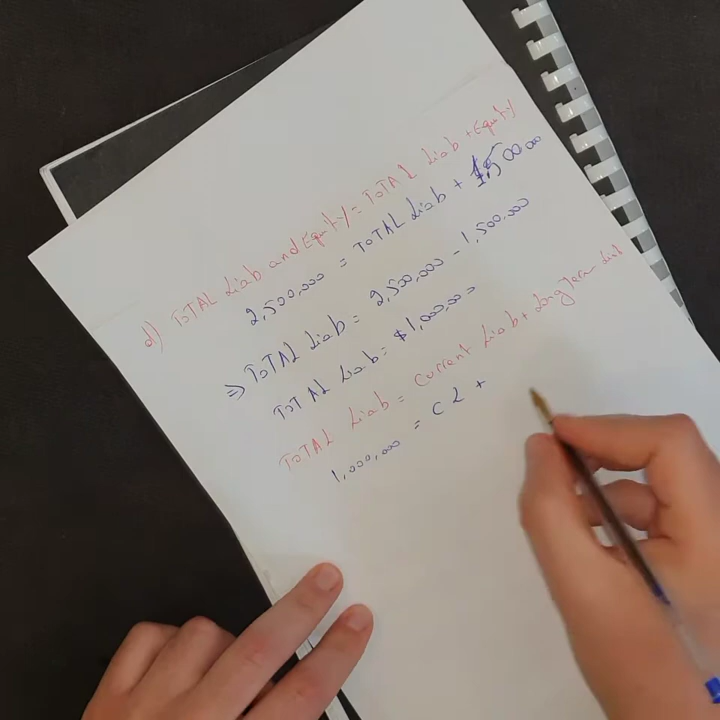 d) TOTAL Liab and Equity = TOTAL Liab + Equity
2,500,000 = TOTAL Liab + 1,500,000
⇒ TOTAL Liab = 2,500,000 - 1,500,000
TOTAL Liab = $1,000,000
TOTAL Liab = Current Liab + Long Term
1,000,000 = CL +